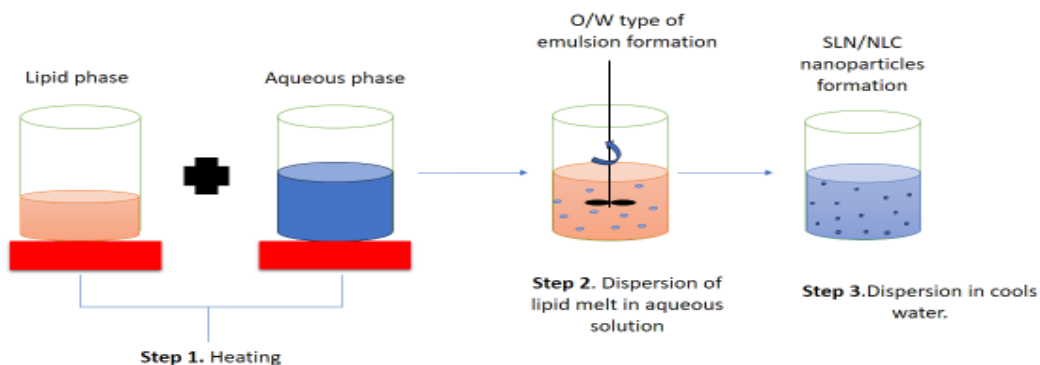 Lipid phase
Aqueous phase
O/W type of
emulsion formation
SLN/NLC
nanoparticles
formation
Step 1. Heating
Step 2. Dispersion of
lipid melt in aqueous
solution
Step 3.Dispersion in cools
water.